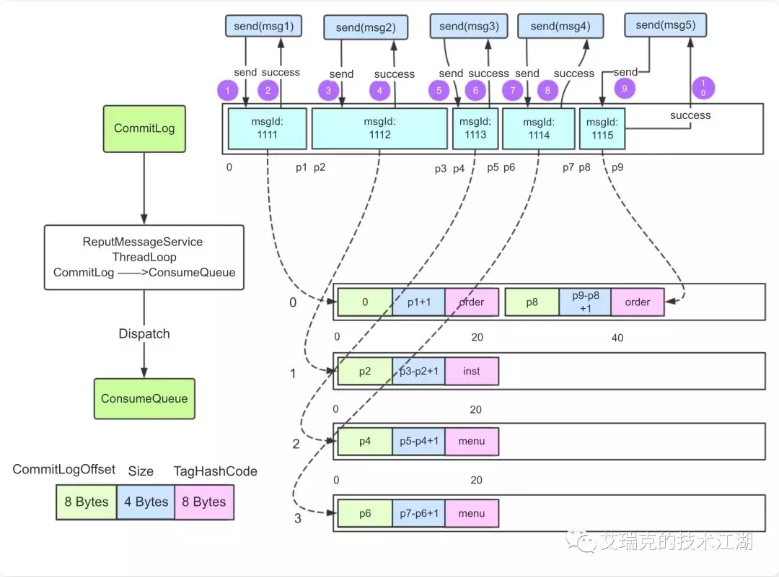 send(msg1)
send(msg2)
send(msg3)
send(msg4)
send(msg5)
send
success
send
success
send
success
send
success
send
success
1
2
3
4
5
6
7
8
9
1
0
CommitLog
msgId:
1111
msgId:
1112
msgId:
1113
msgId:
1114
msgId:
1115
0
p1
p2
p3
p4
p5
p6
p7
p8
p9
ReputMessageService
ThreadLoop
CommitLog ——>ConsumeQueue
Dispatch
ConsumeQueue
0
0
p1+1
order
p8
p9-p8
+1
order
0
20
40
1
p2
p3-p2+1
inst
0
20
2
p4
p5-p4+1
menu
0
20
3
p6
p7-p6+1
menu
CommitLogOffset
Size
TagHashCode
8 Bytes
4 Bytes
8 Bytes
艾瑞克的技术江湖